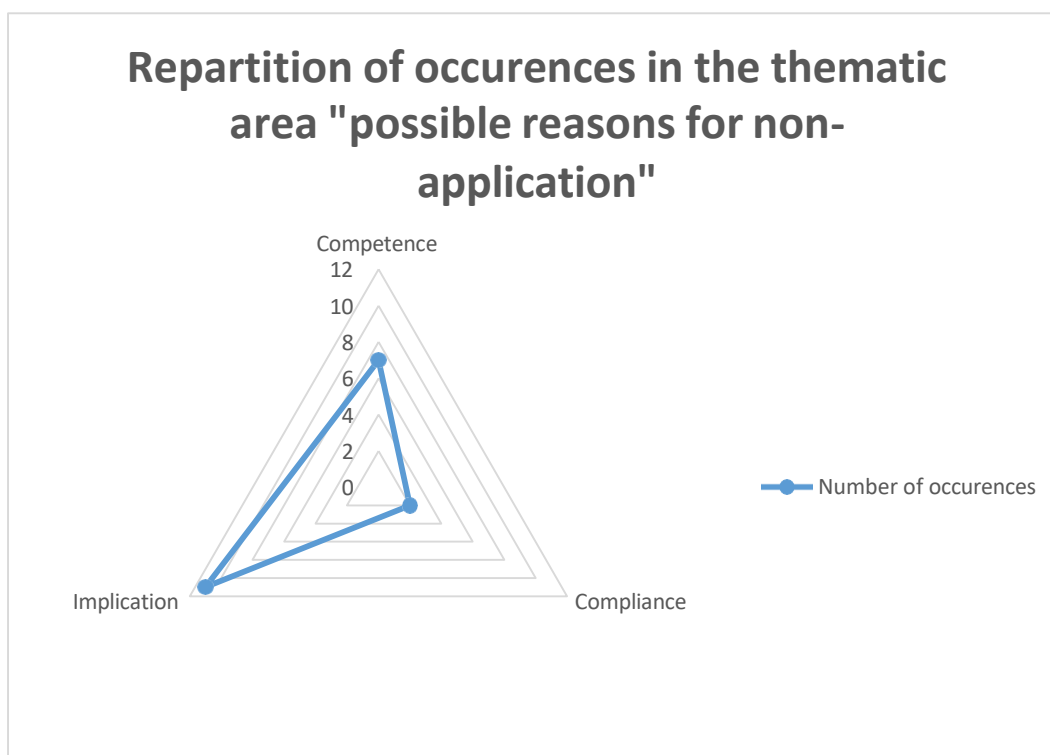 Repartition of occurences in the thematic
area "possible reasons for non-
application"
Competence
12
10
8
6
4
2
0
Number of occurences
Implication
Compliance